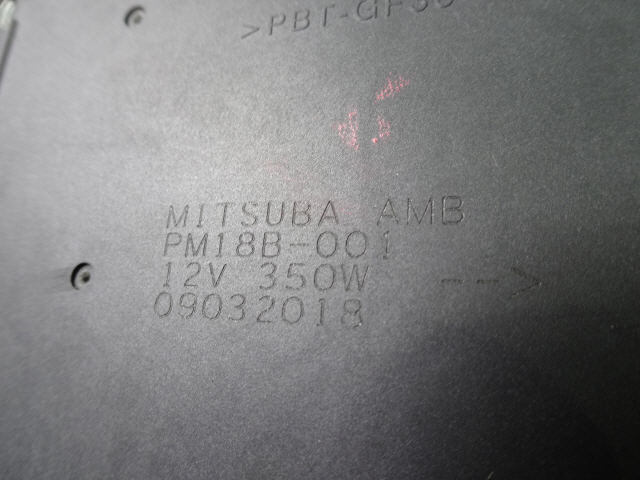 >PBT-GF30
MITSUBA AMB
PM18B-001
12V 350W -->
09032018